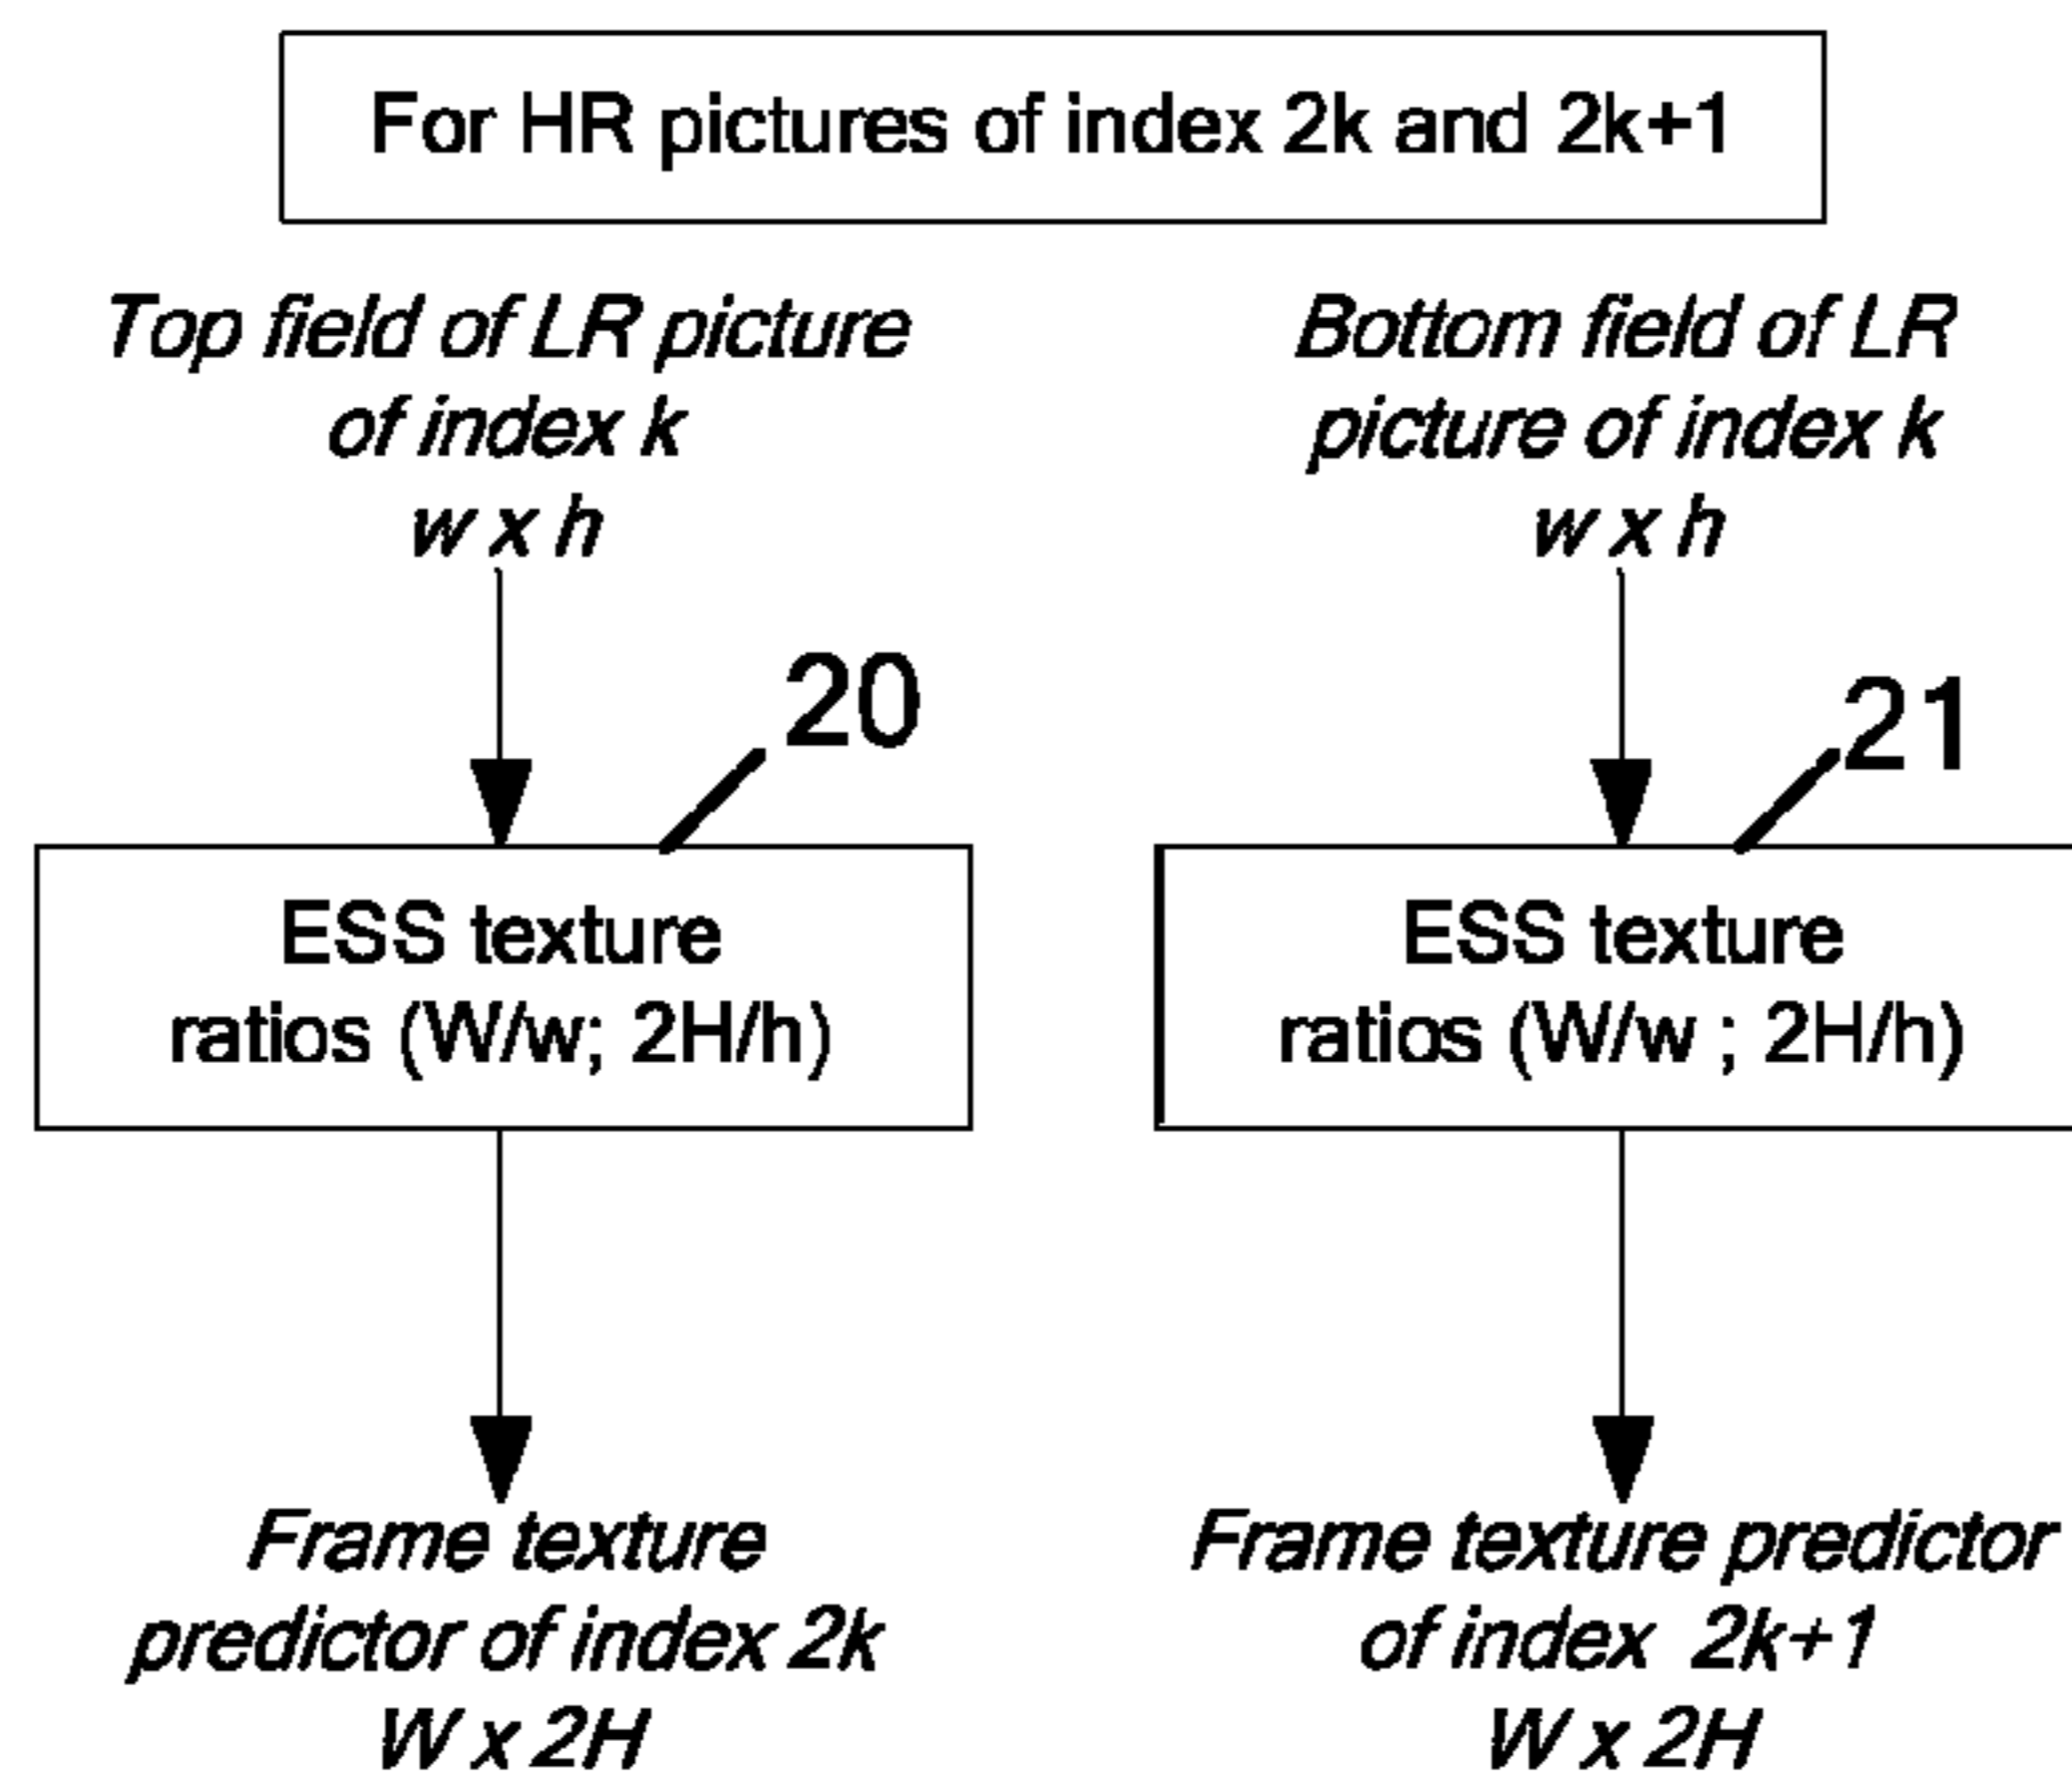 For HR pictures of index 2k and 2k+1
Top field of LR picture
of index k
w x h
20
ESS texture
ratios (W/w; 2H/h)
Frame texture
predictor of index 2k
W x 2H
Bottom field of LR
picture of index k
w x h
21
ESS texture
ratios (W/w ; 2H/h)
Frame texture predictor
of index 2k+1
W x 2H